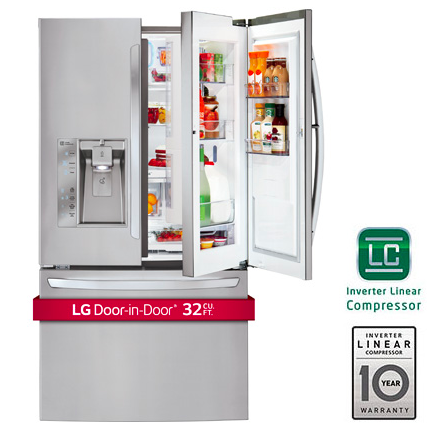 LG Door-in-Door* 32 CU. FT.
LC
Inverter Linear
Compressor
INVERTER
LINEAR
COMPRESSOR
10 YEAR
WARRANTY